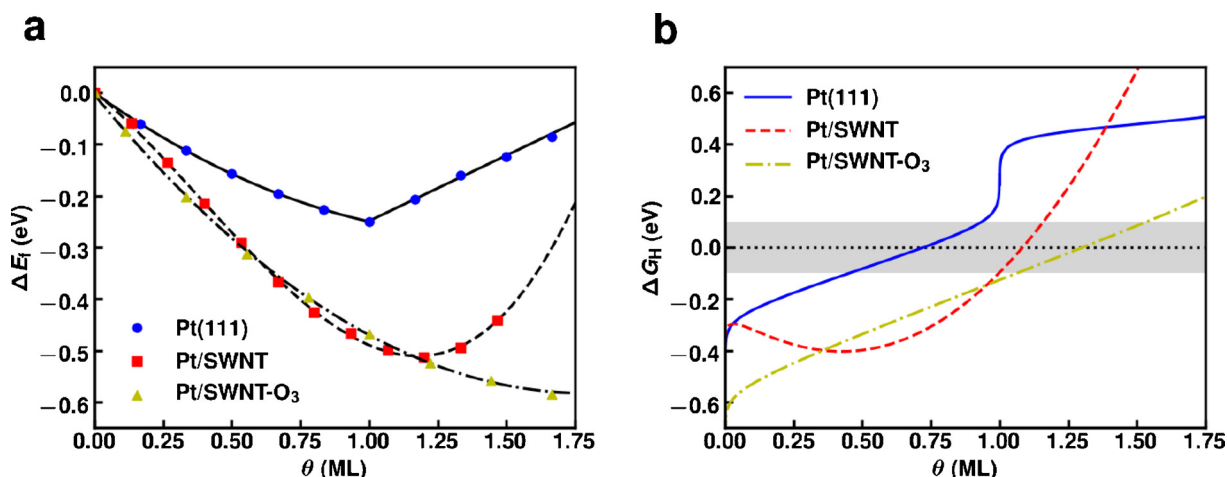 a
ΔE_f (eV)
0.0
−0.1
−0.2
−0.3
−0.4
−0.5
−0.6
Pt(111)
Pt/SWNT
Pt/SWNT-O₃
0.00 0.25 0.50 0.75 1.00 1.25 1.50 1.75
θ (ML)
b
ΔG_H (eV)
0.6
0.4
0.2
0.0
−0.2
−0.4
−0.6
Pt(111)
Pt/SWNT
Pt/SWNT-O₃
0.00 0.25 0.50 0.75 1.00 1.25 1.50 1.75
θ (ML)